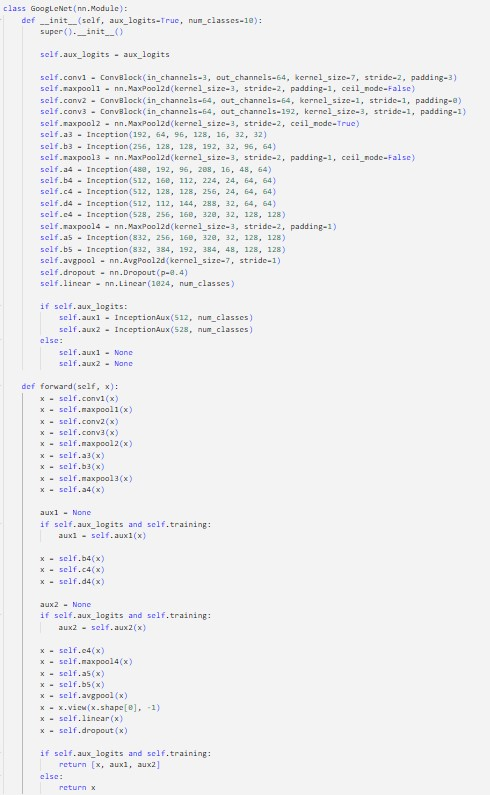 class GoogLeNet(nn.Module):
    def __init__(self, aux_logits=True, num_classes=10):
        super().__init__()

        self.aux_logits = aux_logits

        self.conv1 = ConvBlock(in_channels=3, out_channels=64, kernel_size=7, stride=2, padding=3)
        self.maxpool1 = nn.MaxPool2d(kernel_size=3, stride=2, padding=1, ceil_mode=False)
        self.conv2 = ConvBlock(in_channels=64, out_channels=64, kernel_size=1, stride=1, padding=0)
        self.conv3 = ConvBlock(in_channels=64, out_channels=192, kernel_size=3, stride=1, padding=1)
        self.maxpool2 = nn.MaxPool2d(kernel_size=3, stride=2, ceil_mode=True)
        self.a3 = Inception(192, 64, 96, 128, 16, 32, 32)
        self.b3 = Inception(256, 128, 128, 192, 32, 96, 64)
        self.maxpool3 = nn.MaxPool2d(kernel_size=3, stride=2, padding=1, ceil_mode=False)
        self.a4 = Inception(480, 192, 96, 208, 16, 48, 64)
        self.b4 = Inception(512, 160, 112, 224, 24, 64, 64)
        self.c4 = Inception(512, 128, 128, 256, 24, 64, 64)
        self.d4 = Inception(512, 112, 144, 288, 32, 64, 64)
        self.e4 = Inception(528, 256, 160, 320, 32, 128, 128)
        self.maxpool4 = nn.MaxPool2d(kernel_size=3, stride=2, padding=1)
        self.a5 = Inception(832, 256, 160, 320, 32, 128, 128)
        self.b5 = Inception(832, 384, 192, 384, 48, 128, 128)
        self.avgpool = nn.AvgPool2d(kernel_size=7, stride=1)
        self.dropout = nn.Dropout(p=0.4)
        self.linear = nn.Linear(1024, num_classes)

        if self.aux_logits:
            self.aux1 = InceptionAux(512, num_classes)
            self.aux2 = InceptionAux(528, num_classes)
        else:
            self.aux1 = None
            self.aux2 = None

    def forward(self, x):
        x = self.conv1(x)
        x = self.maxpool1(x)
        x = self.conv2(x)
        x = self.conv3(x)
        x = self.maxpool2(x)
        x = self.a3(x)
        x = self.b3(x)
        x = self.maxpool3(x)
        x = self.a4(x)

        aux1 = None
        if self.aux_logits and self.training:
            aux1 = self.aux1(x)

        x = self.b4(x)
        x = self.c4(x)
        x = self.d4(x)

        aux2 = None
        if self.aux_logits and self.training:
            aux2 = self.aux2(x)

        x = self.e4(x)
        x = self.maxpool4(x)
        x = self.a5(x)
        x = self.b5(x)
        x = self.avgpool(x)
        x = x.view(x.shape[0], -1)
        x = self.linear(x)
        x = self.dropout(x)

        if self.aux_logits and self.training:
            return [x, aux1, aux2]
        else:
            return x